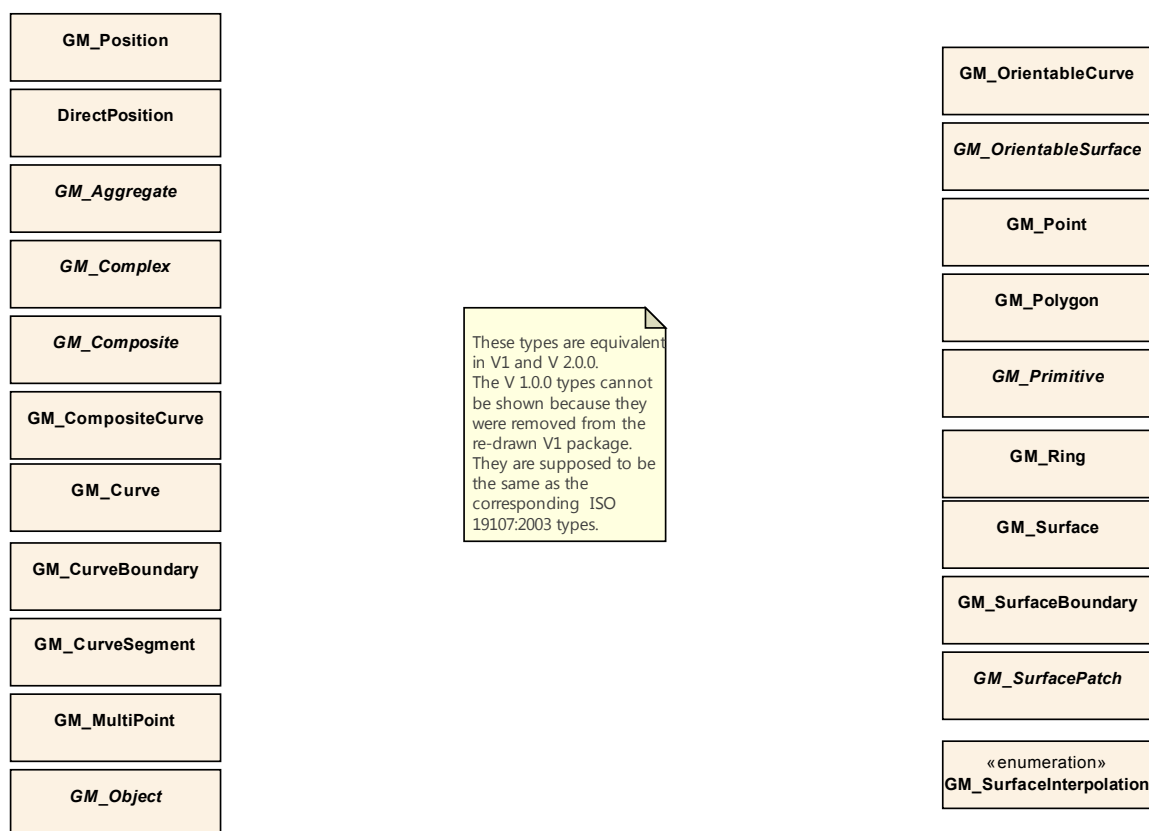 GM_Position
DirectPosition
GM_Aggregate
GM_Complex
GM_Composite
GM_CompositeCurve
GM_Curve
GM_CurveBoundary
GM_CurveSegment
GM_MultiPoint
GM_Object
These types are equivalent
in V1 and V 2.0.0.
The V 1.0.0 types cannot
be shown because they
were removed from the
re-drawn V1 package.
They are supposed to be
the same as the
corresponding ISO
19107:2003 types.
GM_OrientableCurve
GM_OrientableSurface
GM_Point
GM_Polygon
GM_Primitive
GM_Ring
GM_Surface
GM_SurfaceBoundary
GM_SurfacePatch
«enumeration»
GM_SurfaceInterpolation